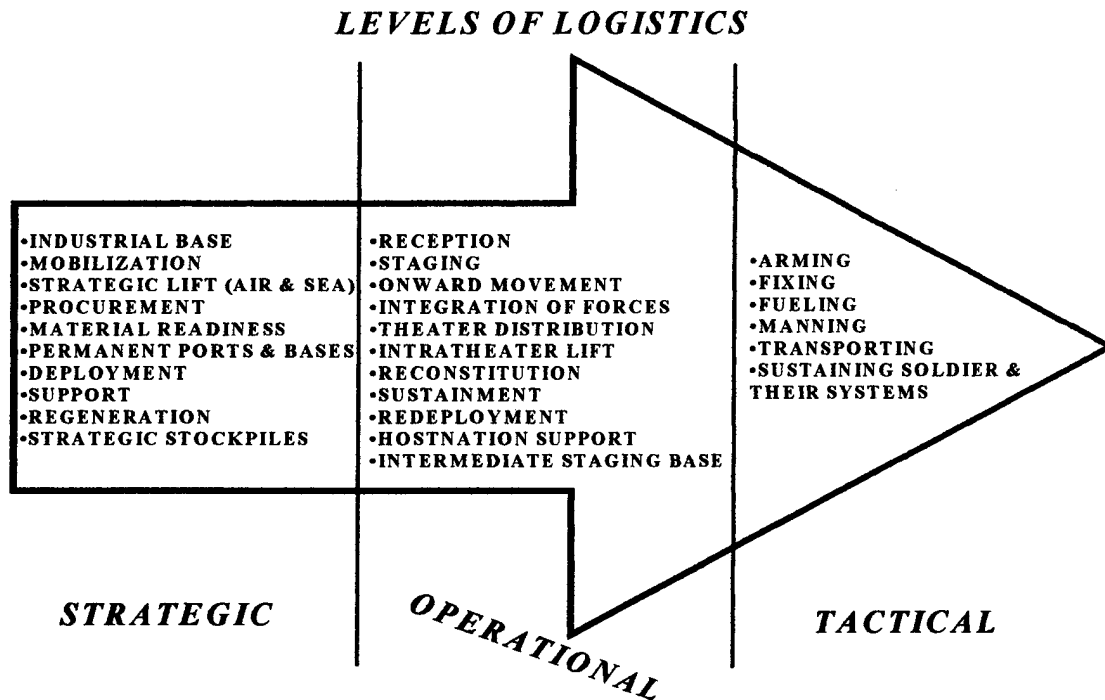 LEVELS OF LOGISTICS
•INDUSTRIAL BASE
•MOBILIZATION
•STRATEGIC LIFT (AIR & SEA)
•PROCUREMENT
•MATERIAL READINESS
•PERMANENT PORTS & BASES
•DEPLOYMENT
•SUPPORT
•REGENERATION
•STRATEGIC STOCKPILES
•RECEPTION
•STAGING
•ONWARD MOVEMENT
•INTEGRATION OF FORCES
•THEATER DISTRIBUTION
•INTRATHEATER LIFT
•RECONSTITUTION
•SUSTAINMENT
•REDEPLOYMENT
•HOSTNATION SUPPORT
•INTERMEDIATE STAGING BASE
•ARMING
•FIXING
•FUELING
•MANNING
•TRANSPORTING
•SUSTAINING SOLDIER &
THEIR SYSTEMS
STRATEGIC
OPERATIONAL
TACTICAL